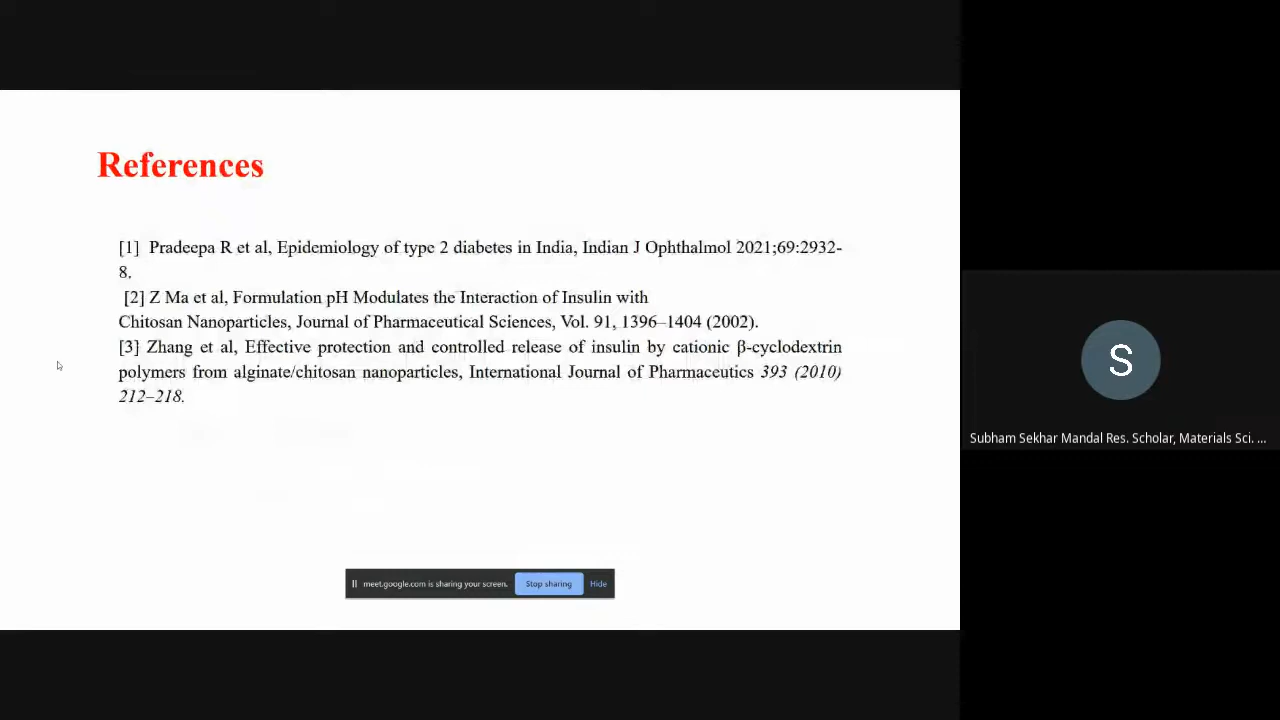 References
[1] Pradeepa R et al, Epidemiology of type 2 diabetes in India, Indian J Ophthalmol 2021;69:2932-
8.
[2] Z Ma et al, Formulation pH Modulates the Interaction of Insulin with
Chitosan Nanoparticles, Journal of Pharmaceutical Sciences, Vol. 91, 1396–1404 (2002).
[3] Zhang et al, Effective protection and controlled release of insulin by cationic β-cyclodextrin
polymers from alginate/chitosan nanoparticles, International Journal of Pharmaceutics 393 (2010)
212–218.
meet.google.com is sharing your screen. Stop sharing Hide
S
Subham Sekhar Mandal Res. Scholar, Materials Sci. ...